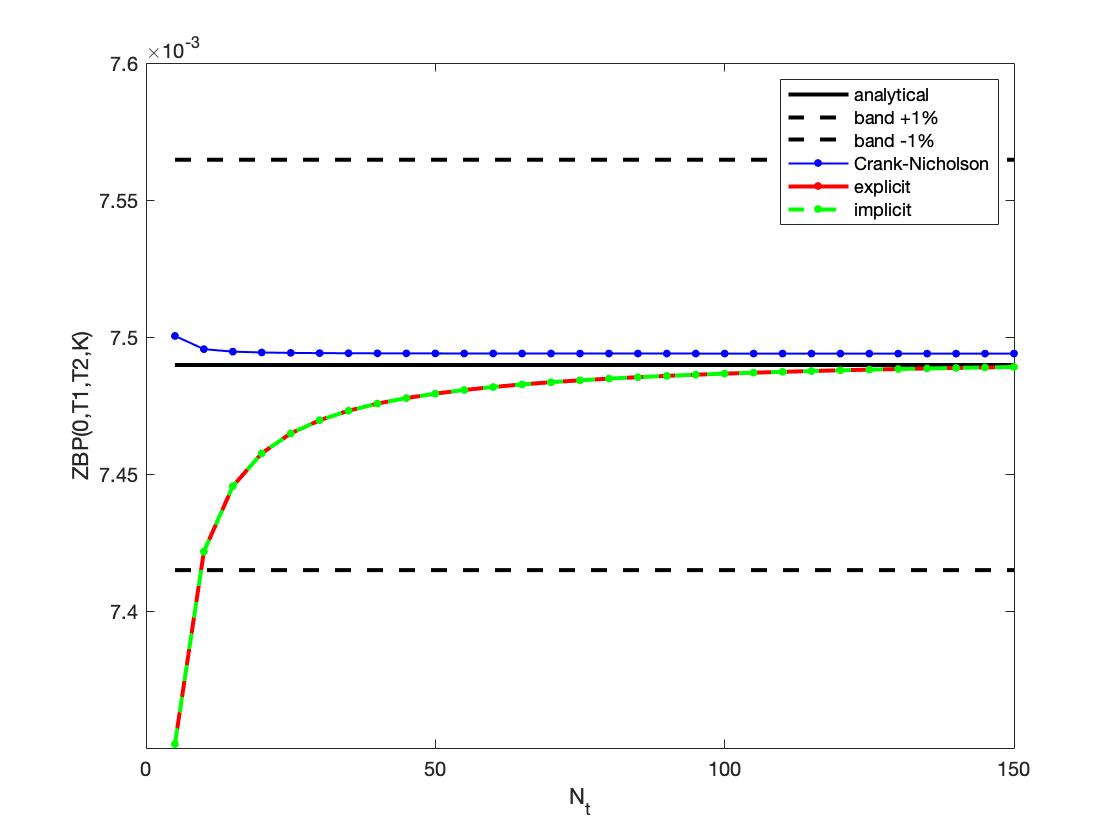 ×10-3
7.6
7.55
7.5
7.45
7.4
ZBP(0,T1,T2,K)
analytical
band +1%
band -1%
Crank-Nicholson
explicit
implicit
0
50
100
150
Nt